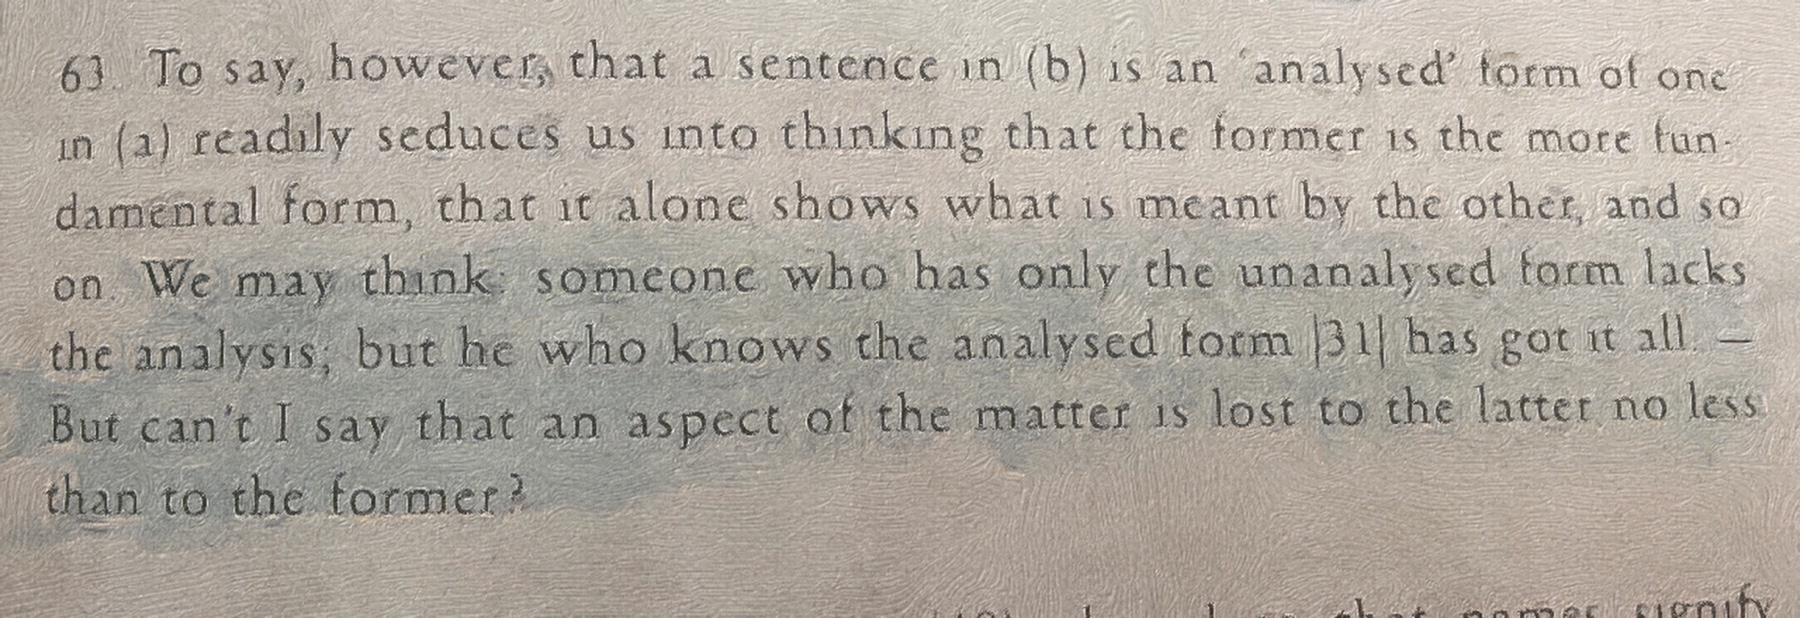 63. To say, however, that a sentence in (b) is an ‘analysed’ form of one
in (a) readily seduces us into thinking that the former is the more fun-
damental form, that it alone shows what is meant by the other, and so
on. We may think: someone who has only the unanalysed form lacks
the analysis; but he who knows the analysed form |31| has got it all. —
But can't I say that an aspect of the matter is lost to the latter no less
than to the former?
that names signify